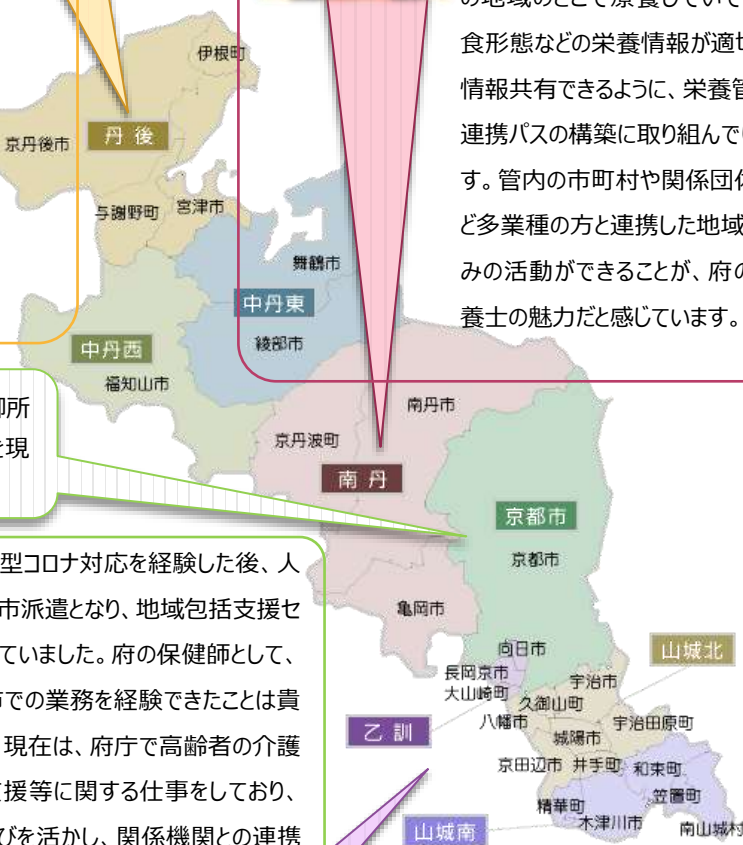 の地域のどこで療養していて
食形態などの栄養情報が適
情報共有できるように、栄養管
連携パスの構築に取り組んで
す。管内の市町村や関係団体
ど多業種の方と連携した地域
みの活動ができることが、府の
養士の魅力だと感じています。
伊根町
京丹後市
丹後
与謝野町
宮津市
舞鶴市
中丹東
綾部市
中丹西
福知山市
御所
現
南丹市
京丹波町
南丹
京都市
京都市
亀岡市
型コロナ対応を経験した後、人
市派遣となり、地域包括支援セ
ていました。府の保健師として、
市での業務を経験できたことは貴
現在は、府庁で高齢者の介護
支援等に関する仕事をしており、
びを活かし、関係機関との連携
向日市
山城北
長岡京市
大山崎町
宇治市
久御山町
八幡市
宇治田原町
乙訓
城陽市
京田辺市
井手町
和束町
笠置町
精華町
木津川市
南山城村
山城南